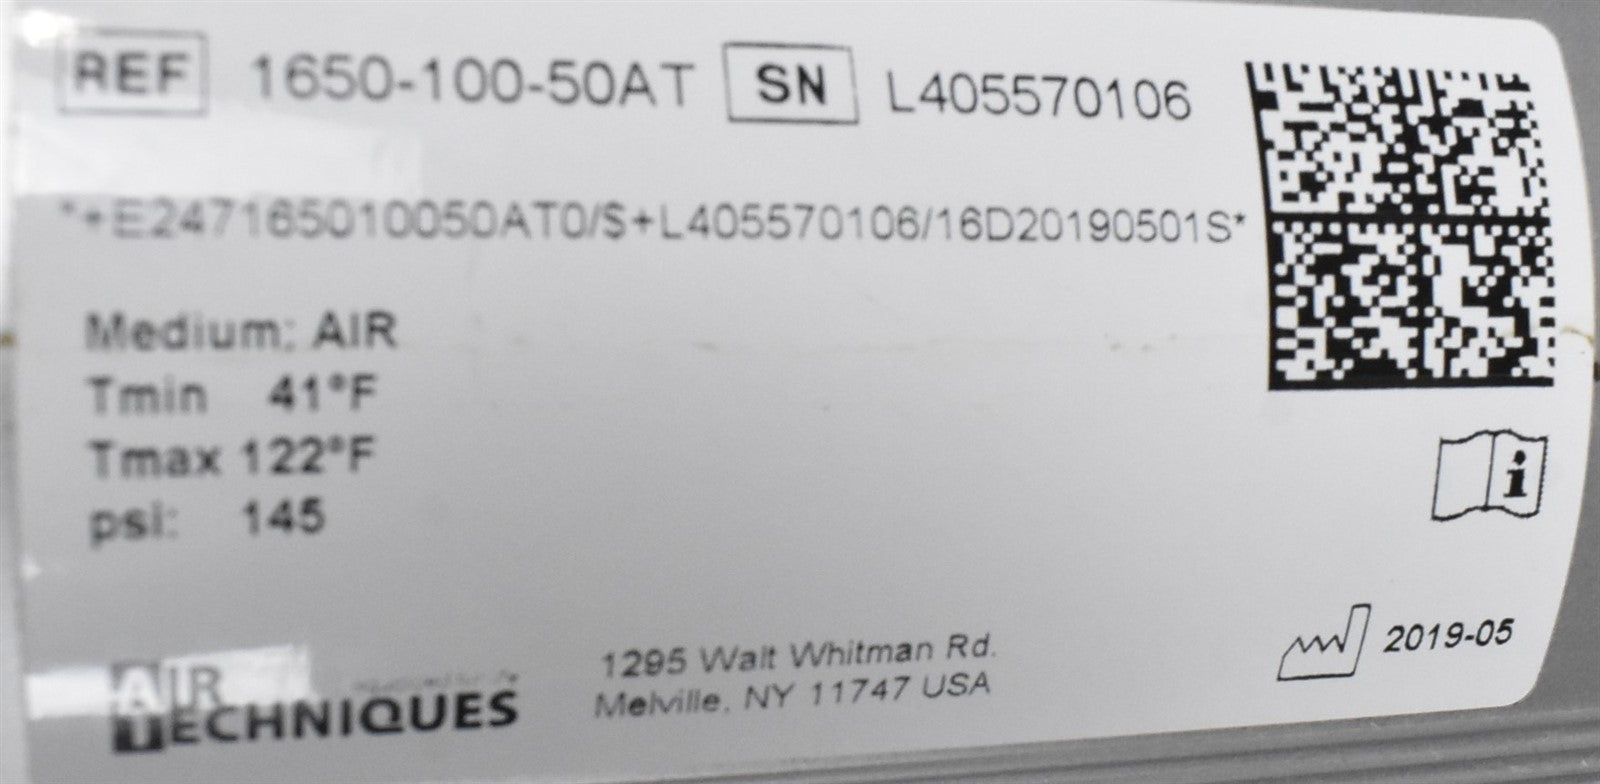 REF 1650-100-50AT SN L405570106
*+E247165010050AT0/$+L405570106/16D20190501S*
Medium: AIR
Tmin 41°F
Tmax 122°F
psi: 145
i
2019-05
AIR
TECHNIQUES
1295 Walt Whitman Rd.
Melville, NY 11747 USA